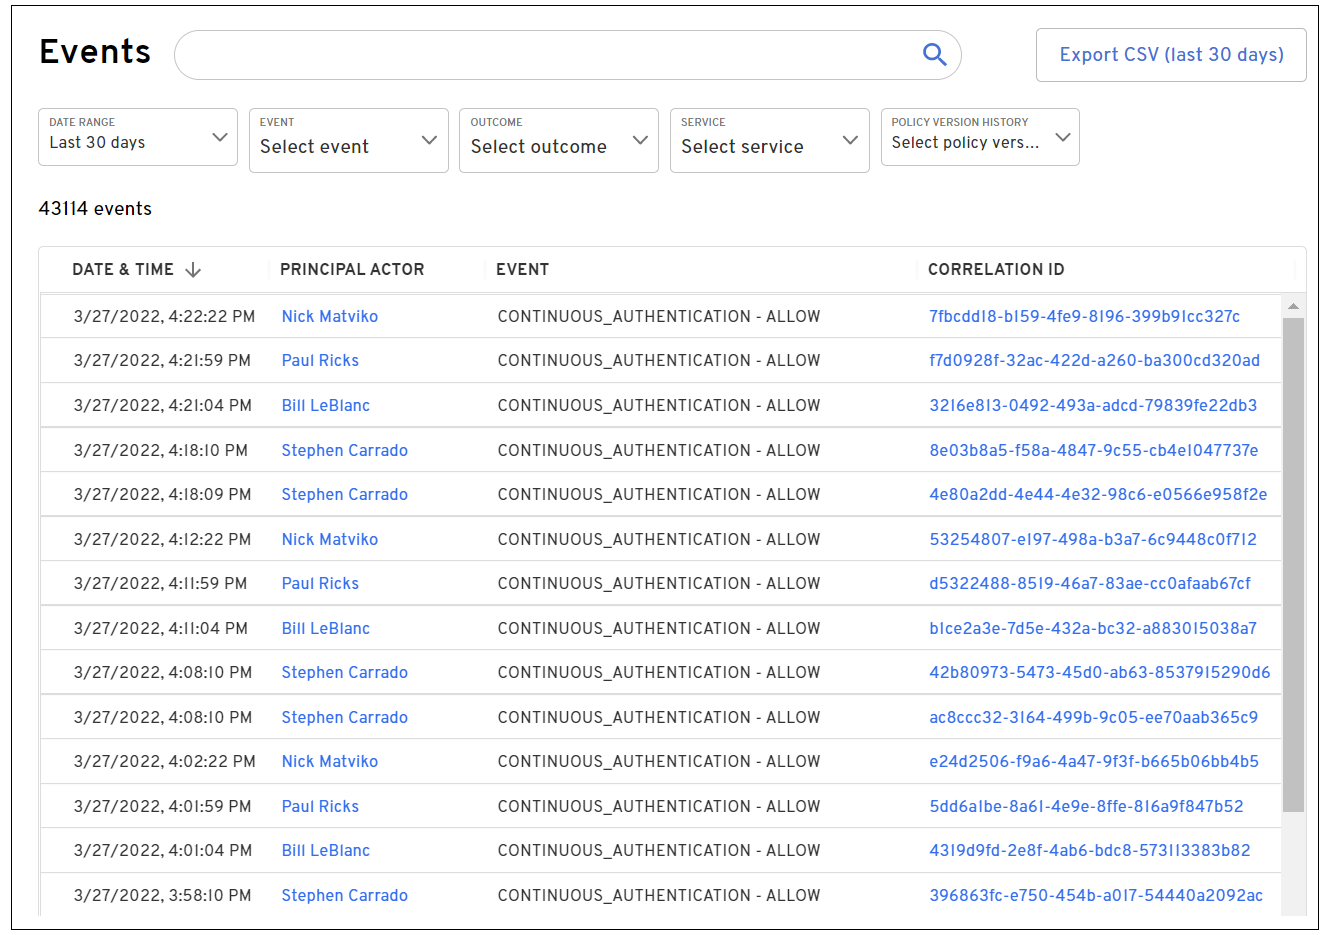 Events
Export CSV (last 30 days)
DATE RANGE EVENT OUTCOME SERVICE POLICY VERSION HISTORY
Last 30 days Select event Select outcome Select service Select policy vers...
43114 events
DATE & TIME PRINCIPAL ACTOR EVENT CORRELATION ID
3/27/2022, 4:22:22 PM Nick Matviko CONTINUOUS_AUTHENTICATION - ALLOW 7fbcdd18-b159-4fe9-8196-399b91cc327c
3/27/2022, 4:21:59 PM Paul Ricks CONTINUOUS_AUTHENTICATION - ALLOW f7d0928f-32ac-422d-a260-ba300cd320ad
3/27/2022, 4:21:04 PM Bill LeBlanc CONTINUOUS_AUTHENTICATION - ALLOW 3216e813-0492-493a-adcd-79839fe22db3
3/27/2022, 4:18:10 PM Stephen Carrado CONTINUOUS_AUTHENTICATION - ALLOW 8e03b8a5-f58a-4847-9c55-cb4e1047737e
3/27/2022, 4:18:09 PM Stephen Carrado CONTINUOUS_AUTHENTICATION - ALLOW 4e80a2dd-4e44-4e32-98c6-e0566e958f2e
3/27/2022, 4:12:22 PM Nick Matviko CONTINUOUS_AUTHENTICATION - ALLOW 53254807-e197-498a-b3a7-6c9448c0f712
3/27/2022, 4:11:59 PM Paul Ricks CONTINUOUS_AUTHENTICATION - ALLOW d5322488-8519-46a7-83ae-cc0afaab67cf
3/27/2022, 4:11:04 PM Bill LeBlanc CONTINUOUS_AUTHENTICATION - ALLOW b1ce2a3e-7d5e-432a-bc32-a883015038a7
3/27/2022, 4:08:10 PM Stephen Carrado CONTINUOUS_AUTHENTICATION - ALLOW 42b80973-5473-45d0-ab63-8537915290d6
3/27/2022, 4:08:10 PM Stephen Carrado CONTINUOUS_AUTHENTICATION - ALLOW ac8ccc32-3164-499b-9c05-ee70aab365c9
3/27/2022, 4:02:22 PM Nick Matviko CONTINUOUS_AUTHENTICATION - ALLOW e24d2506-f9a6-4a47-9f3f-b665b06bb4b5
3/27/2022, 4:01:59 PM Paul Ricks CONTINUOUS_AUTHENTICATION - ALLOW 5dd6a1be-8a61-4e9e-8ffe-816a9f847b52
3/27/2022, 4:01:04 PM Bill LeBlanc CONTINUOUS_AUTHENTICATION - ALLOW 4319d9fd-2e8f-4ab6-bdc8-573113383b82
3/27/2022, 3:58:10 PM Stephen Carrado CONTINUOUS_AUTHENTICATION - ALLOW 396863fc-e750-454b-a017-54440a2092ac